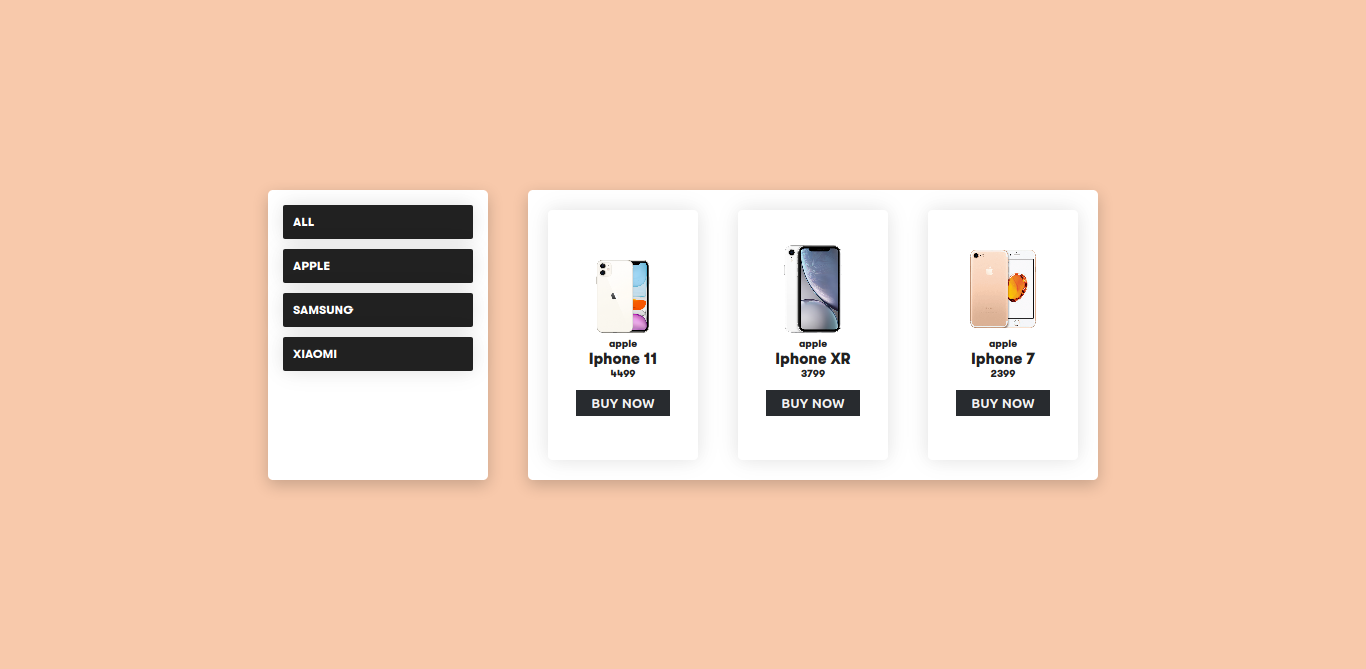 ALL
APPLE
SAMSUNG
XIAOMI
apple
Iphone 11
4499
BUY NOW
apple
Iphone XR
3799
BUY NOW
apple
Iphone 7
2399
BUY NOW